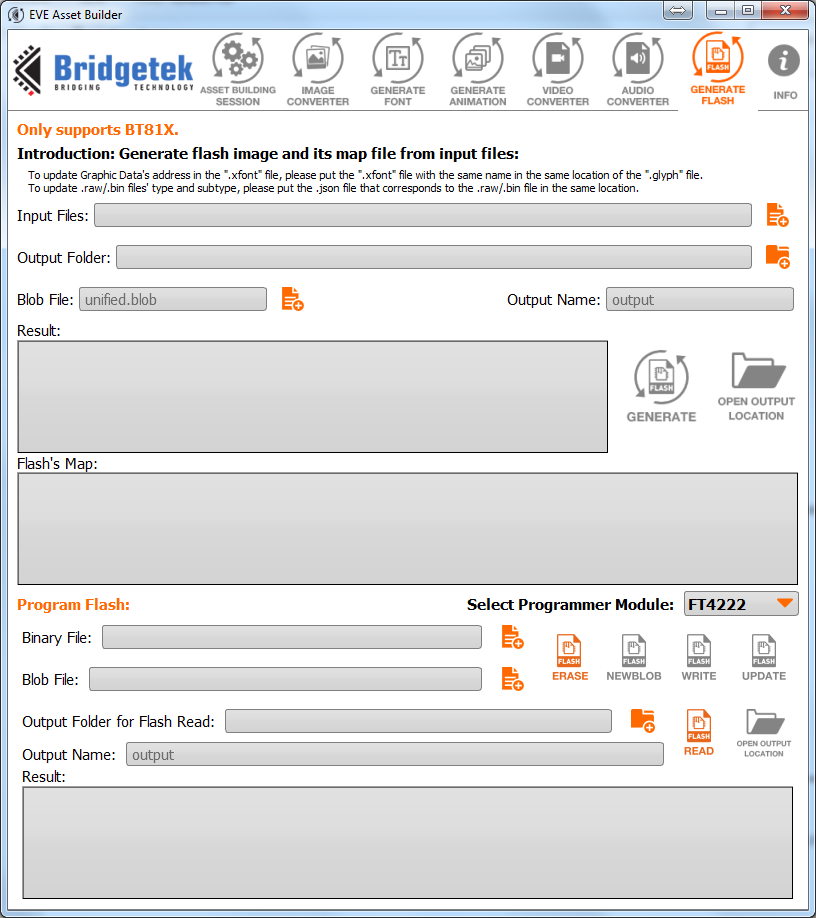 EVE Asset Builder
Bridgetek
BRIDGING TECHNOLOGY
ASSET BUILDING
SESSION
IMAGE
CONVERTER
GENERATE
FONT
GENERATE
ANIMATION
VIDEO
CONVERTER
AUDIO
CONVERTER
FLASH
GENERATE
FLASH
INFO
Only supports BT81X.
Introduction: Generate flash image and its map file from input files:
To update Graphic Data's address in the ".xfont" file, please put the ".xfont" file with the same name in the same location of the ".glyph" file.
To update .raw/.bin files' type and subtype, please put the .json file that corresponds to the .raw/.bin file in the same location.
Input Files:
Output Folder:
Blob File: unified.blob
Output Name: output
Result:
FLASH
GENERATE
OPEN OUTPUT
LOCATION
Flash's Map:
Program Flash:
Select Programmer Module: FT4222
Binary File:
Blob File:
FLASH
ERASE
FLASH
NEWBLOB
FLASH
WRITE
FLASH
UPDATE
Output Folder for Flash Read:
FLASH
READ
OPEN OUTPUT
LOCATION
Output Name: output
Result: